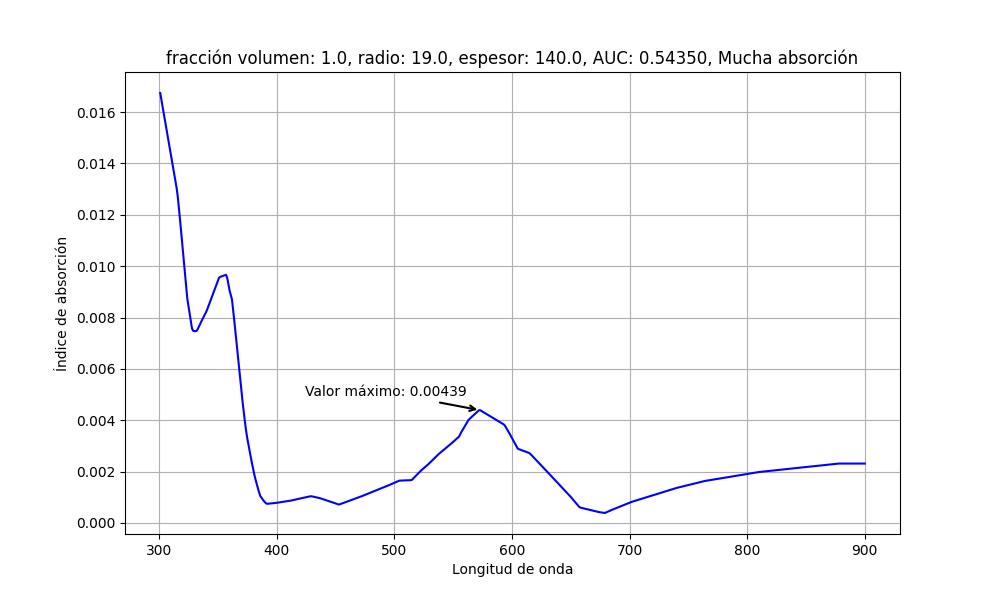 fracción volumen: 1.0, radio: 19.0, espesor: 140.0, AUC: 0.54350, Mucha absorción
Índice de absorción
0.016
0.014
0.012
0.010
0.008
0.006
0.004
0.002
0.000
Valor máximo: 0.00439
300 400 500 600 700 800 900
Longitud de onda